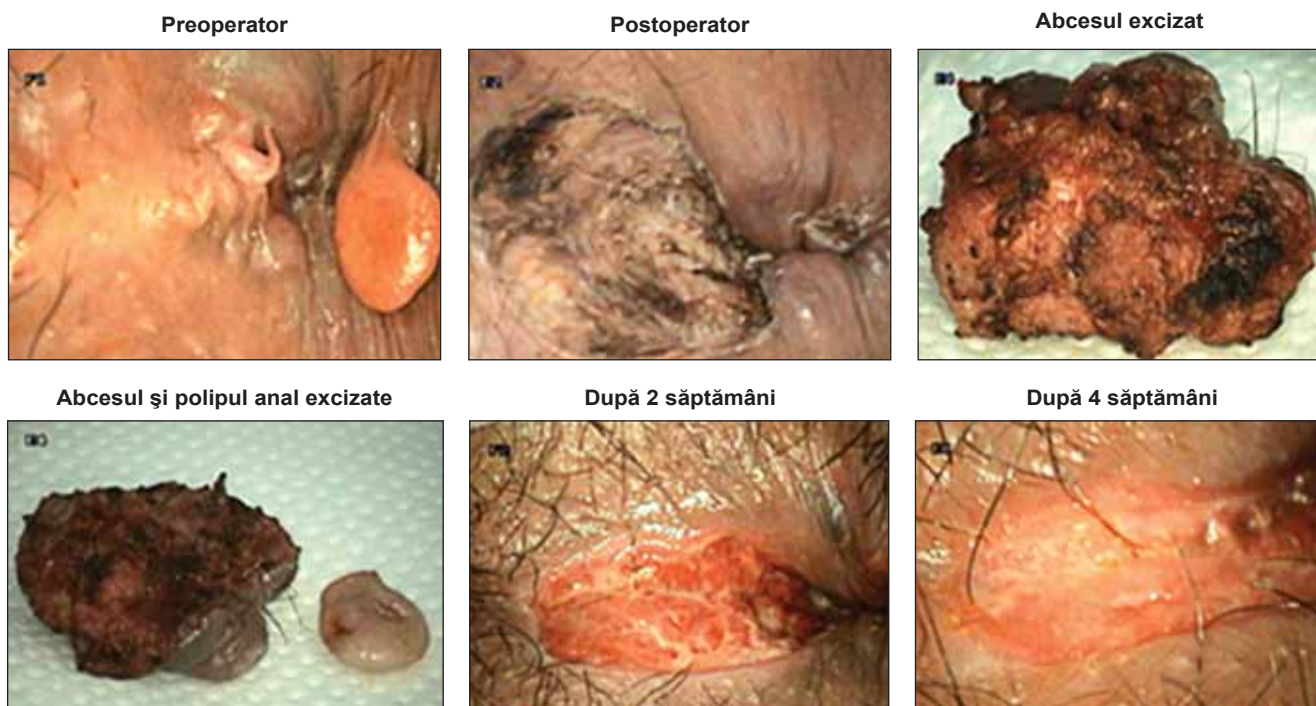 Preoperator
Postoperator
Abcesul excizat
Abcesul şi polipul anal excizate
După 2 săptămâni
După 4 săptămâni